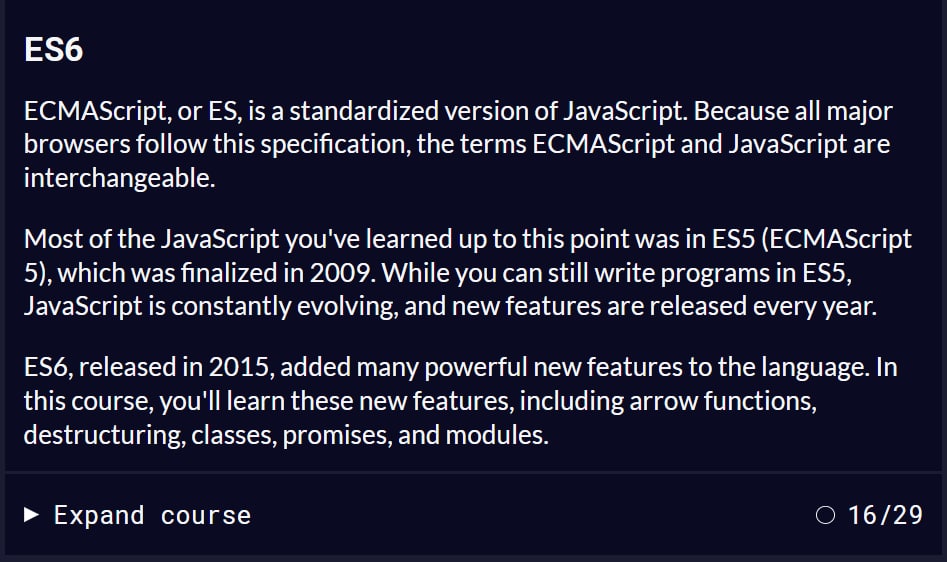 ES6
ECMAScript, or ES, is a standardized version of JavaScript. Because all major
browsers follow this specification, the terms ECMAScript and JavaScript are
interchangeable.
Most of the JavaScript you've learned up to this point was in ES5 (ECMAScript
5), which was finalized in 2009. While you can still write programs in ES5,
JavaScript is constantly evolving, and new features are released every year.
ES6, released in 2015, added many powerful new features to the language. In
this course, you'll learn these new features, including arrow functions,
destructuring, classes, promises, and modules.
Expand course 16/29